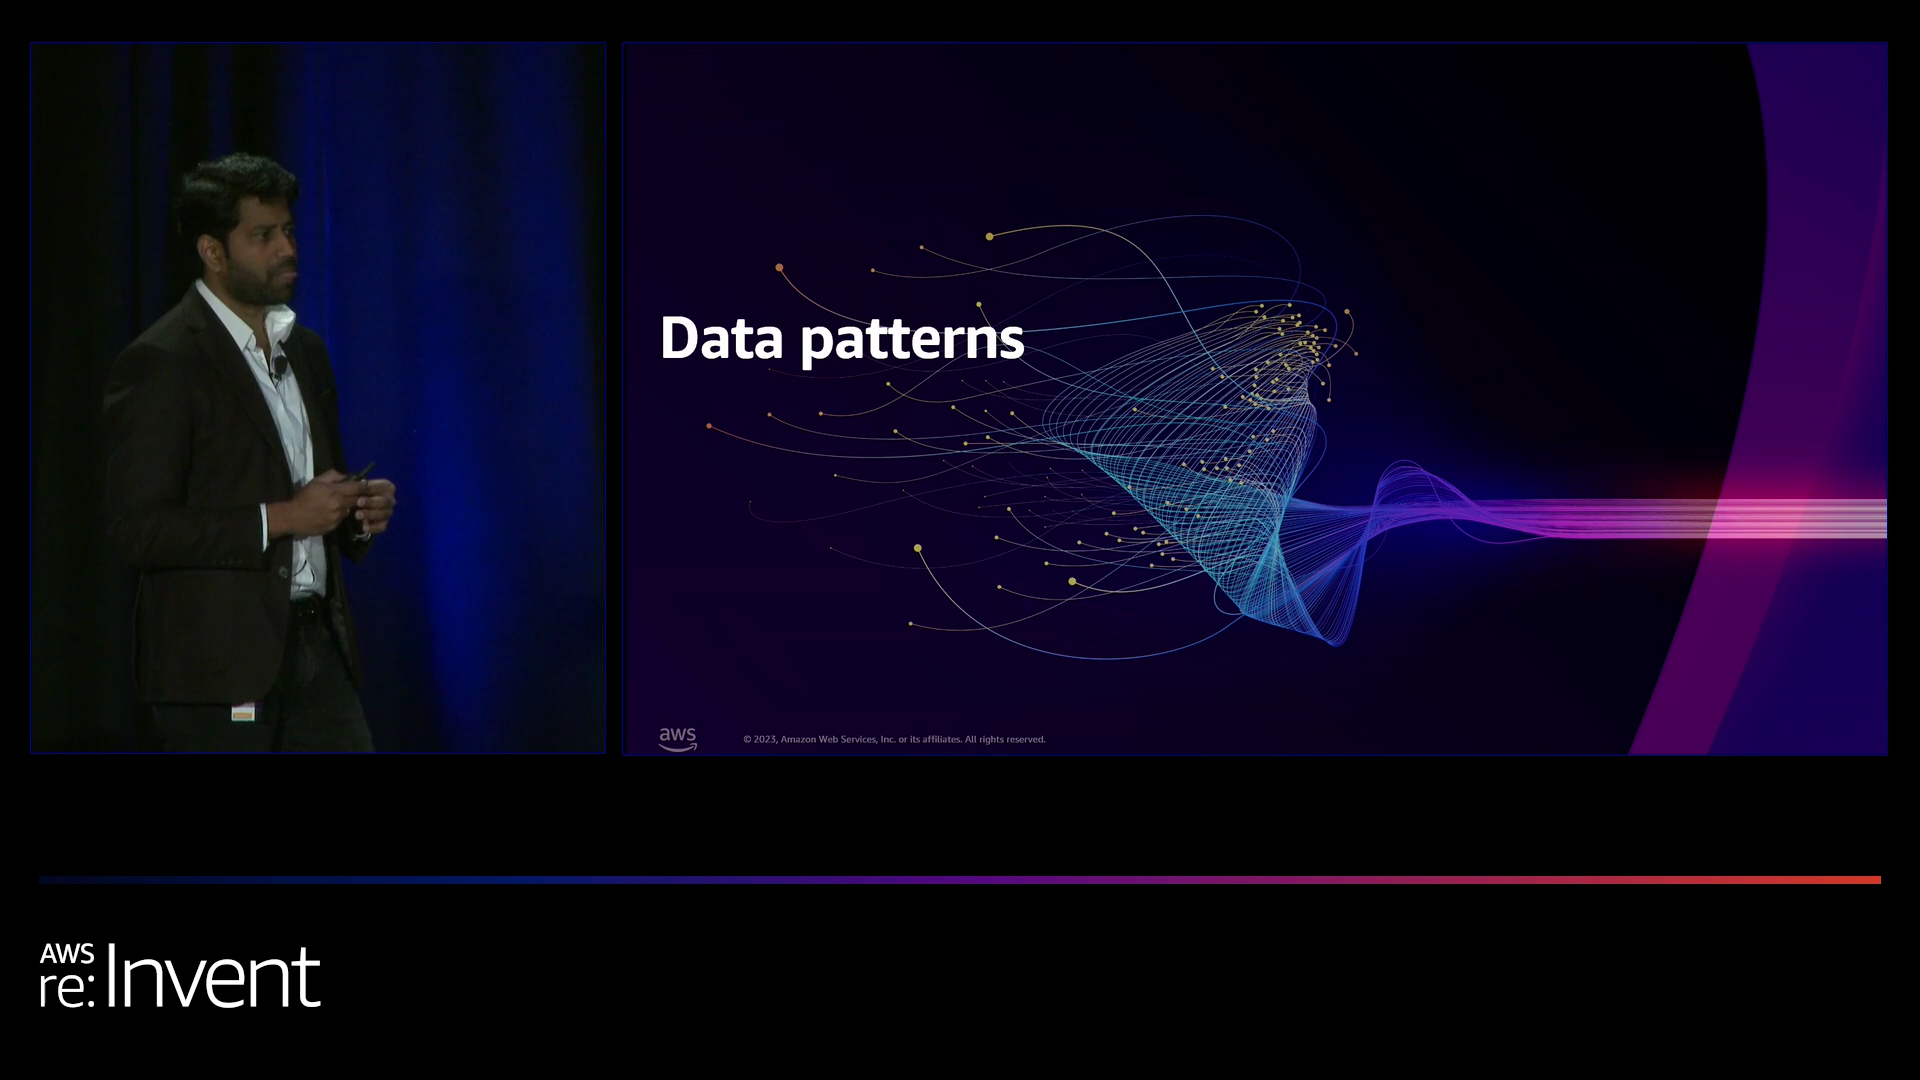 Data patterns
aws
© 2023, Amazon Web Services, Inc. or its affiliates. All rights reserved.
AWS
re:Invent